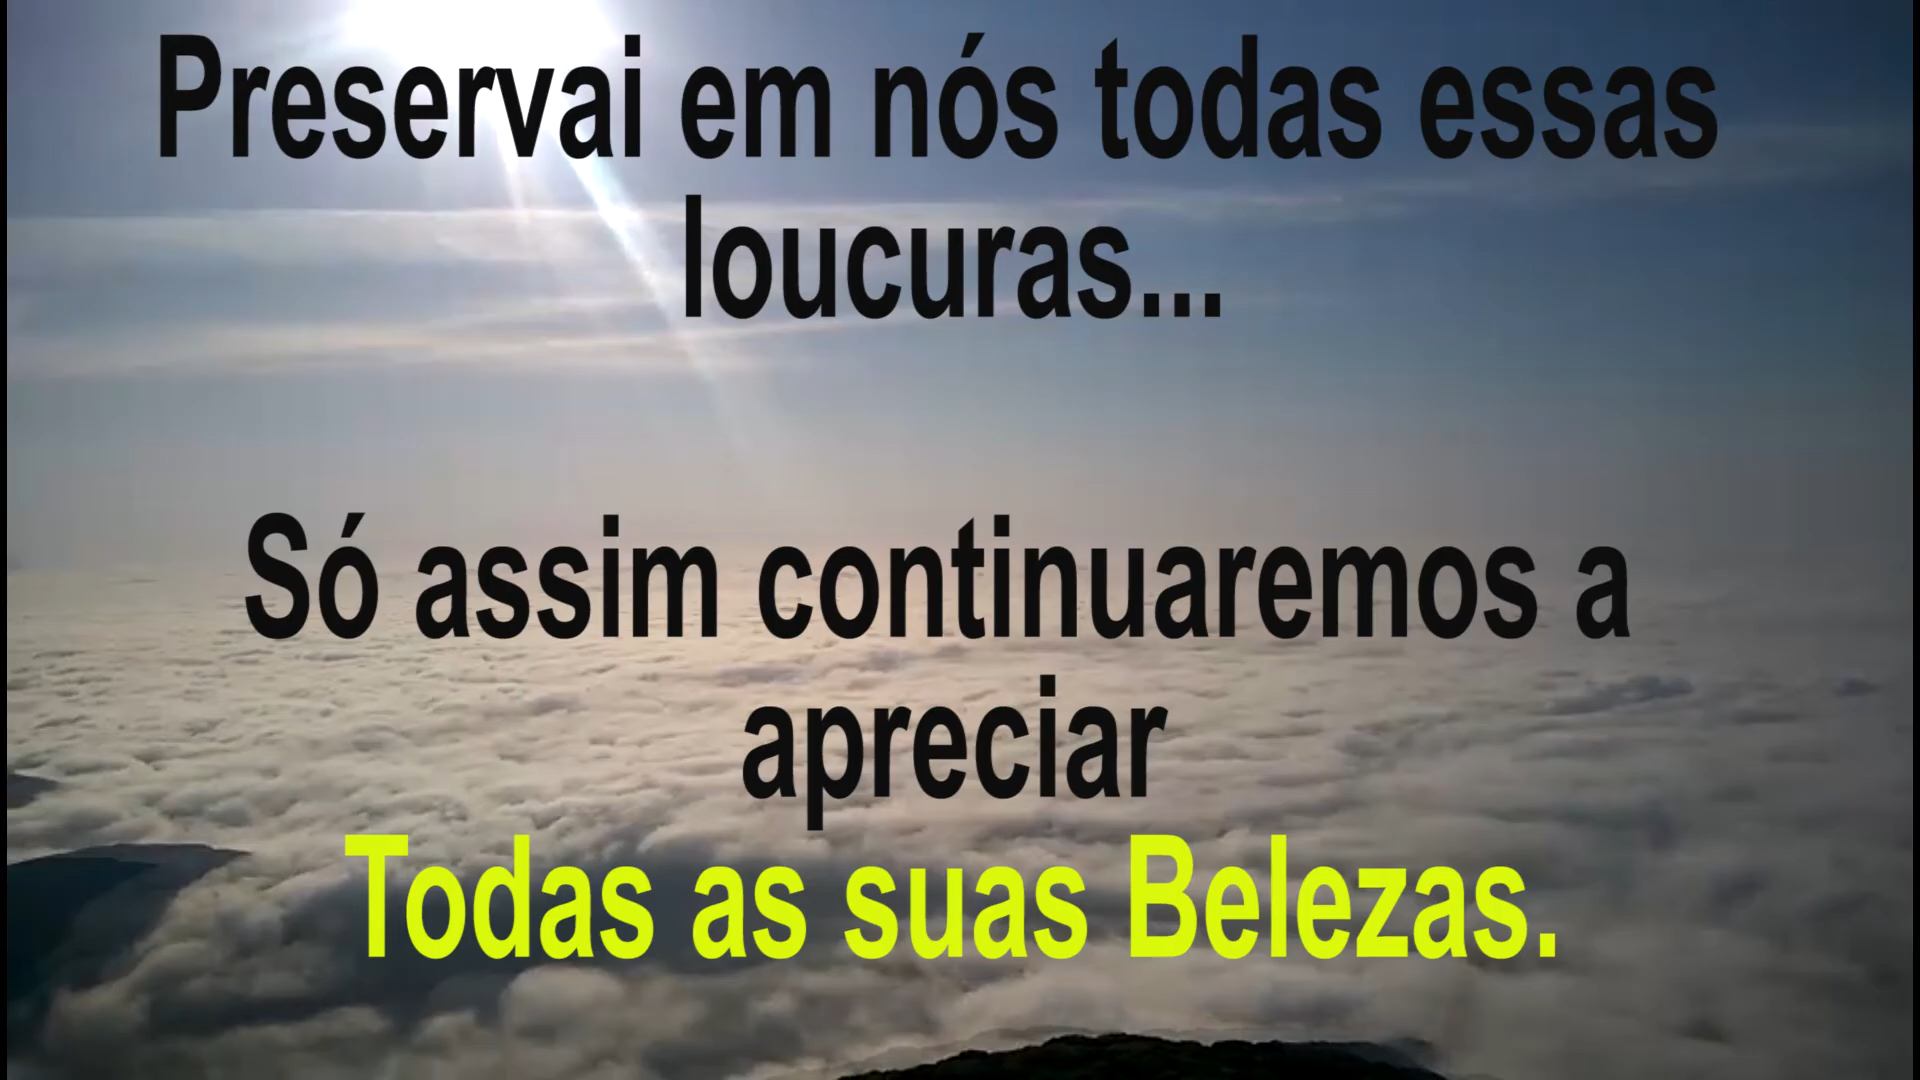 Preservai em nós todas essas
loucuras...
Só assim continuaremos a
apreciar
Todas as suas Belezas.